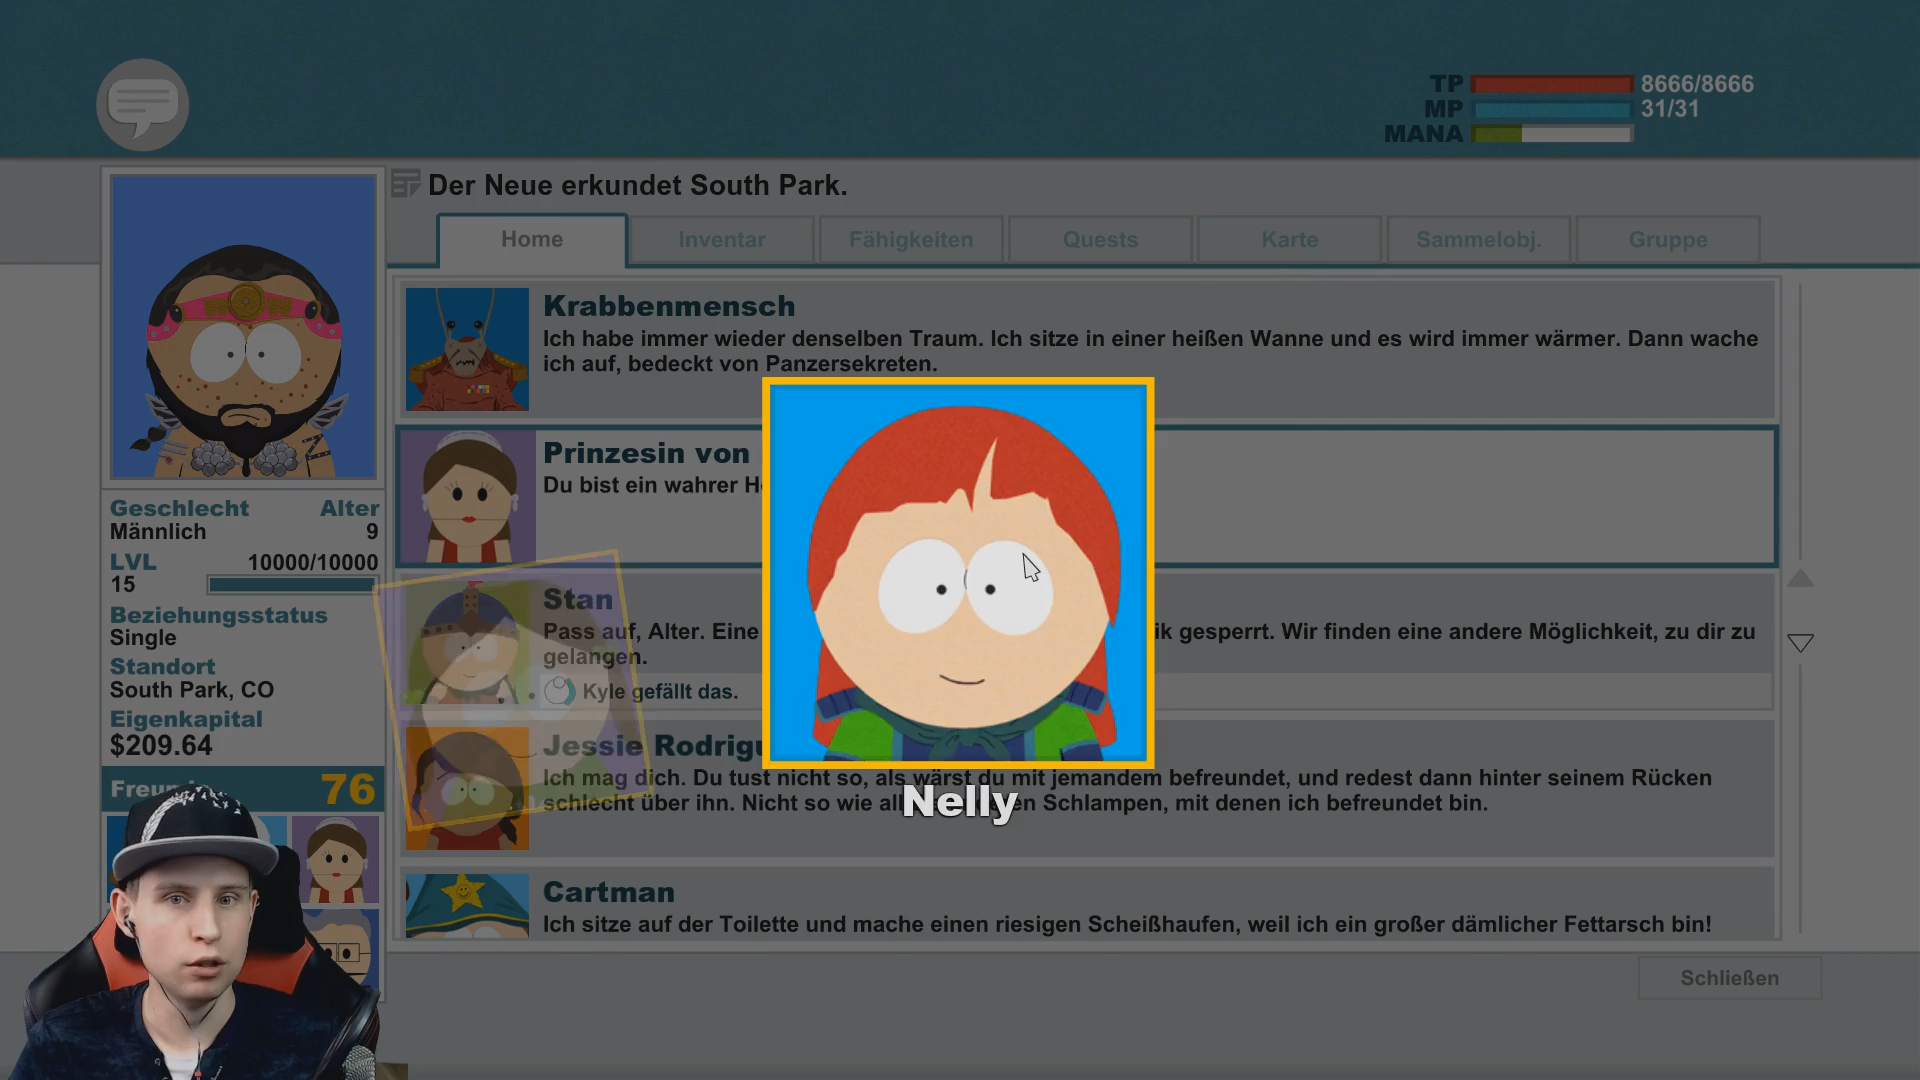 TP 8666/8666
MP 31/31
MANA
Der Neue erkundet South Park.
Home Inventar Fähigkeiten Quests Karte Sammelobj. Gruppe
Krabbenmensch
Ich habe immer wieder denselben Traum. Ich sitze in einer heißen Wanne und es wird immer wärmer. Dann wache
ich auf, bedeckt von Panzersekreten.
Prinzesin von
Du bist ein wahrer
Stan
Pass auf, Alter. Eine gesperrt. Wir finden eine andere Möglichkeit, zu dir zu
gelangen.
Kyle gefällt das.
Jessie
Ich mag dich. Du tust nicht so, als wärst du mit jemandem befreundet, und redest dann hinter seinem Rücken
schlecht über ihn. Nicht so wie Schlampen, mit denen ich befreundet bin.
Nelly
Cartman
Ich sitze auf der Toilette und mache einen riesigen Scheißhaufen, weil ich ein großer dämlicher Fettarsch bin!
Geschlecht Alter
Männlich 9
LVL 10000/10000
15
Beziehungsstatus
Single
Standort
South Park, CO
Eigenkapital
$209.64
76
Schließen